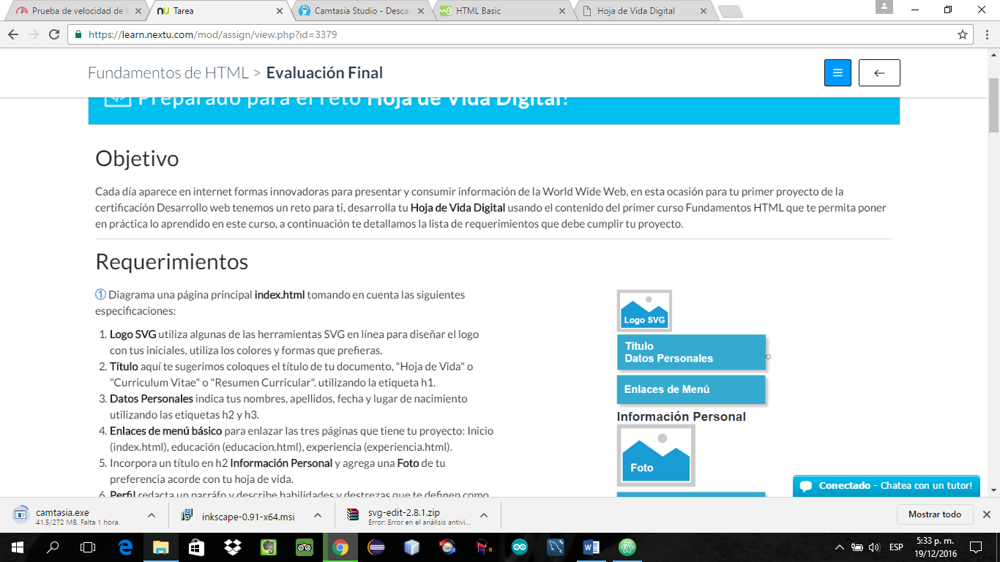 Prueba de velocidad de
Tarea
Camtasia Studio - Descar
HTML Basic
Hoja de Vida Digital
https://learn.nextu.com/mod/assign/view.php?id=3379
Fundamentos de HTML > Evaluación Final
Preparado para el reto Hoja de Vida Digital!
Objetivo
Cada día aparece en internet formas innovadoras para presentar y consumir información de la World Wide Web, en esta ocasión para tu primer proyecto de la
certificación Desarrollo web tenemos un reto para ti, desarrolla tu Hoja de Vida Digital usando el contenido del primer curso Fundamentos HTML que te permita poner
en práctica lo aprendido en este curso, a continuación te detallamos la lista de requerimientos que debe cumplir tu proyecto.
Requerimientos
① Diagrama una página principal index.html tomando en cuenta las siguientes
especificaciones:
1. Logo SVG utiliza algunas de las herramientas SVG en línea para diseñar el logo
con tus iniciales, utiliza los colores y formas que prefieras.
2. Título aquí te sugerimos coloques el título de tu documento, "Hoja de Vida" o
"Curriculum Vitae" o "Resumen Curricular". utilizando la etiqueta h1.
3. Datos Personales indica tus nombres, apellidos, fecha y lugar de nacimiento
utilizando las etiquetas h2 y h3.
4. Enlaces de menú básico para enlazar las tres páginas que tiene tu proyecto: Inicio
(index.html), educación (educacion.html), experiencia (experiencia.html).
5. Incorpora un título en h2 Información Personal y agrega una Foto de tu
preferencia acorde con tu hoja de vida.
6. Perfil redacta un parráfo y describe habilidades y destrezas que te definen como
Logo SVG
Título
Datos Personales
Enlaces de Menú
Información Personal
Foto
Conectado - Chatea con un tutor!
camtasia.exe
41,5/272 MB, Falta 1 hora.
inkscape-0.91-x64.msi
svg-edit-2.8.1.zip
Error: Error en el análisis antivi...
Mostrar todo
ESP
5:33 p. m.
19/12/2016